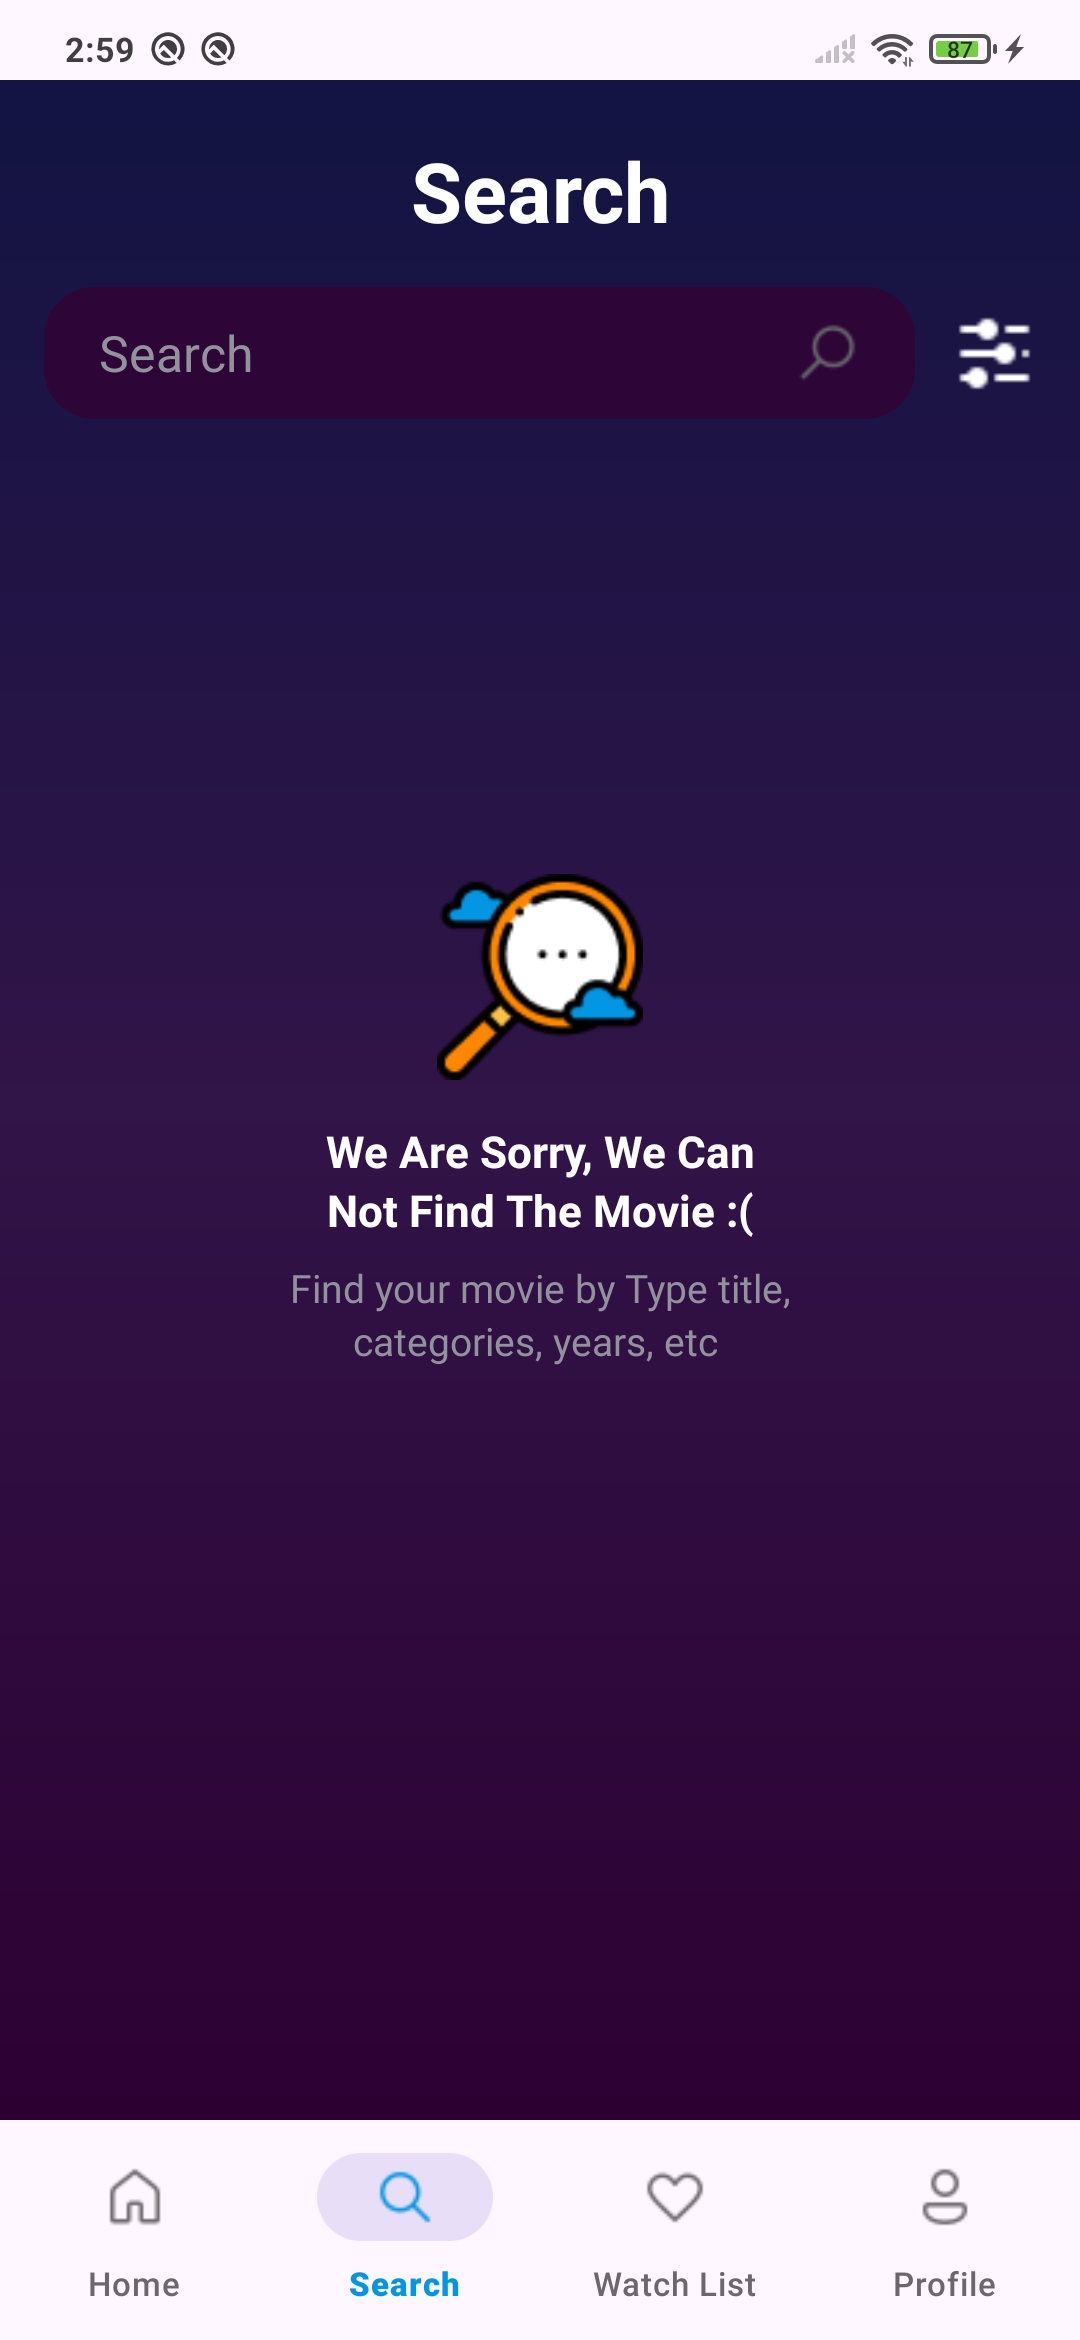 2:59
87
Search
Search
We Are Sorry, We Can
Not Find The Movie :(
Find your movie by Type title,
categories, years, etc
Home
Search
Watch List
Profile